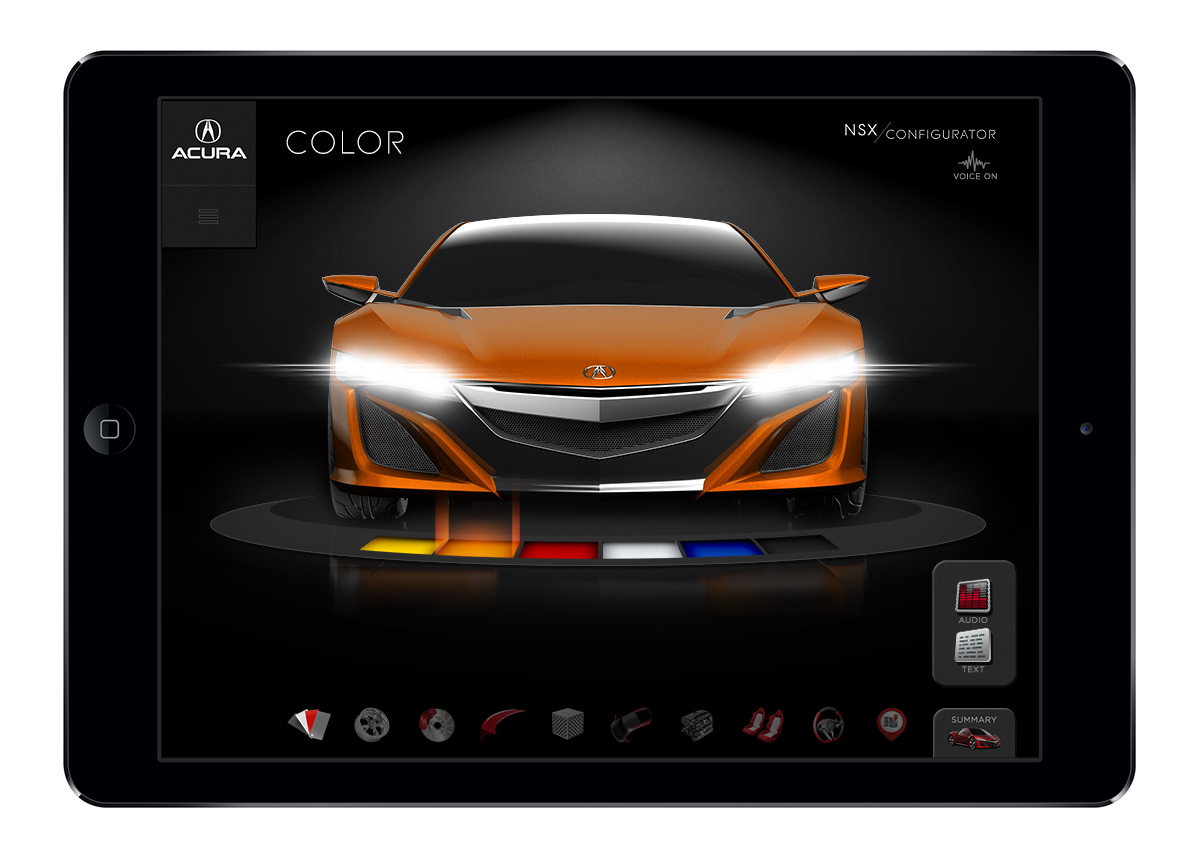 ACURA
COLOR
NSX/CONFIGURATOR
VOICE ON
AUDIO
TEXT
SUMMARY